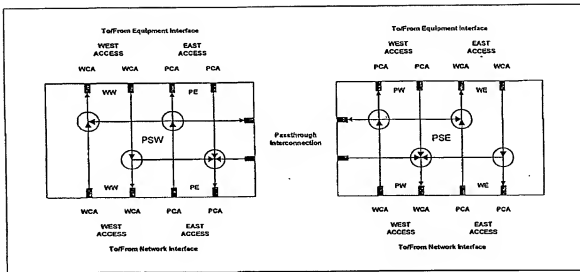 To/From Equipment Interface
WEST ACCESS
EAST ACCESS
WCA WCA PCA PCA
WW PE
PSW
WW PE
WCA WCA PCA PCA
WEST ACCESS
EAST ACCESS
To/From Network Interface
Passthrough
Interconnection
To/From Equipment Interface
WEST ACCESS
EAST ACCESS
PCA PCA WCA WCA
PW WE
PSE
PW WE
WCA WCA PCA PCA
WEST ACCESS
EAST ACCESS
To/From Network Interface